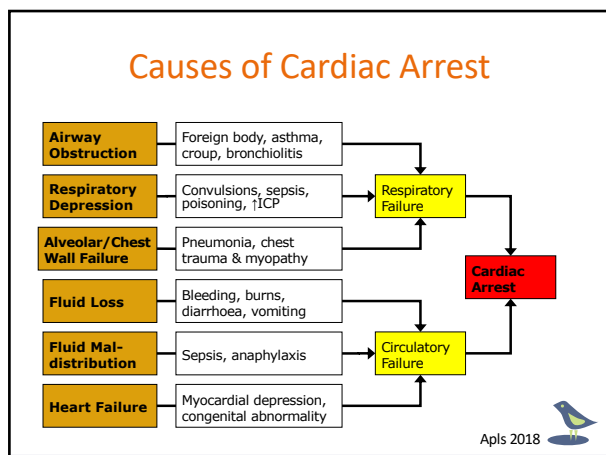 Causes of Cardiac Arrest
Airway
Obstruction
Foreign body, asthma,
croup, bronchiolitis
Respiratory
Depression
Convulsions, sepsis,
poisoning, ↑ICP
Respiratory
Failure
Alveolar/Chest
Wall Failure
Pneumonia, chest
trauma & myopathy
Cardiac
Arrest
Fluid Loss
Bleeding, burns,
diarrhoea, vomiting
Fluid Mal-
distribution
Sepsis, anaphylaxis
Circulatory
Failure
Heart Failure
Myocardial depression,
congenital abnormality
Apls 2018